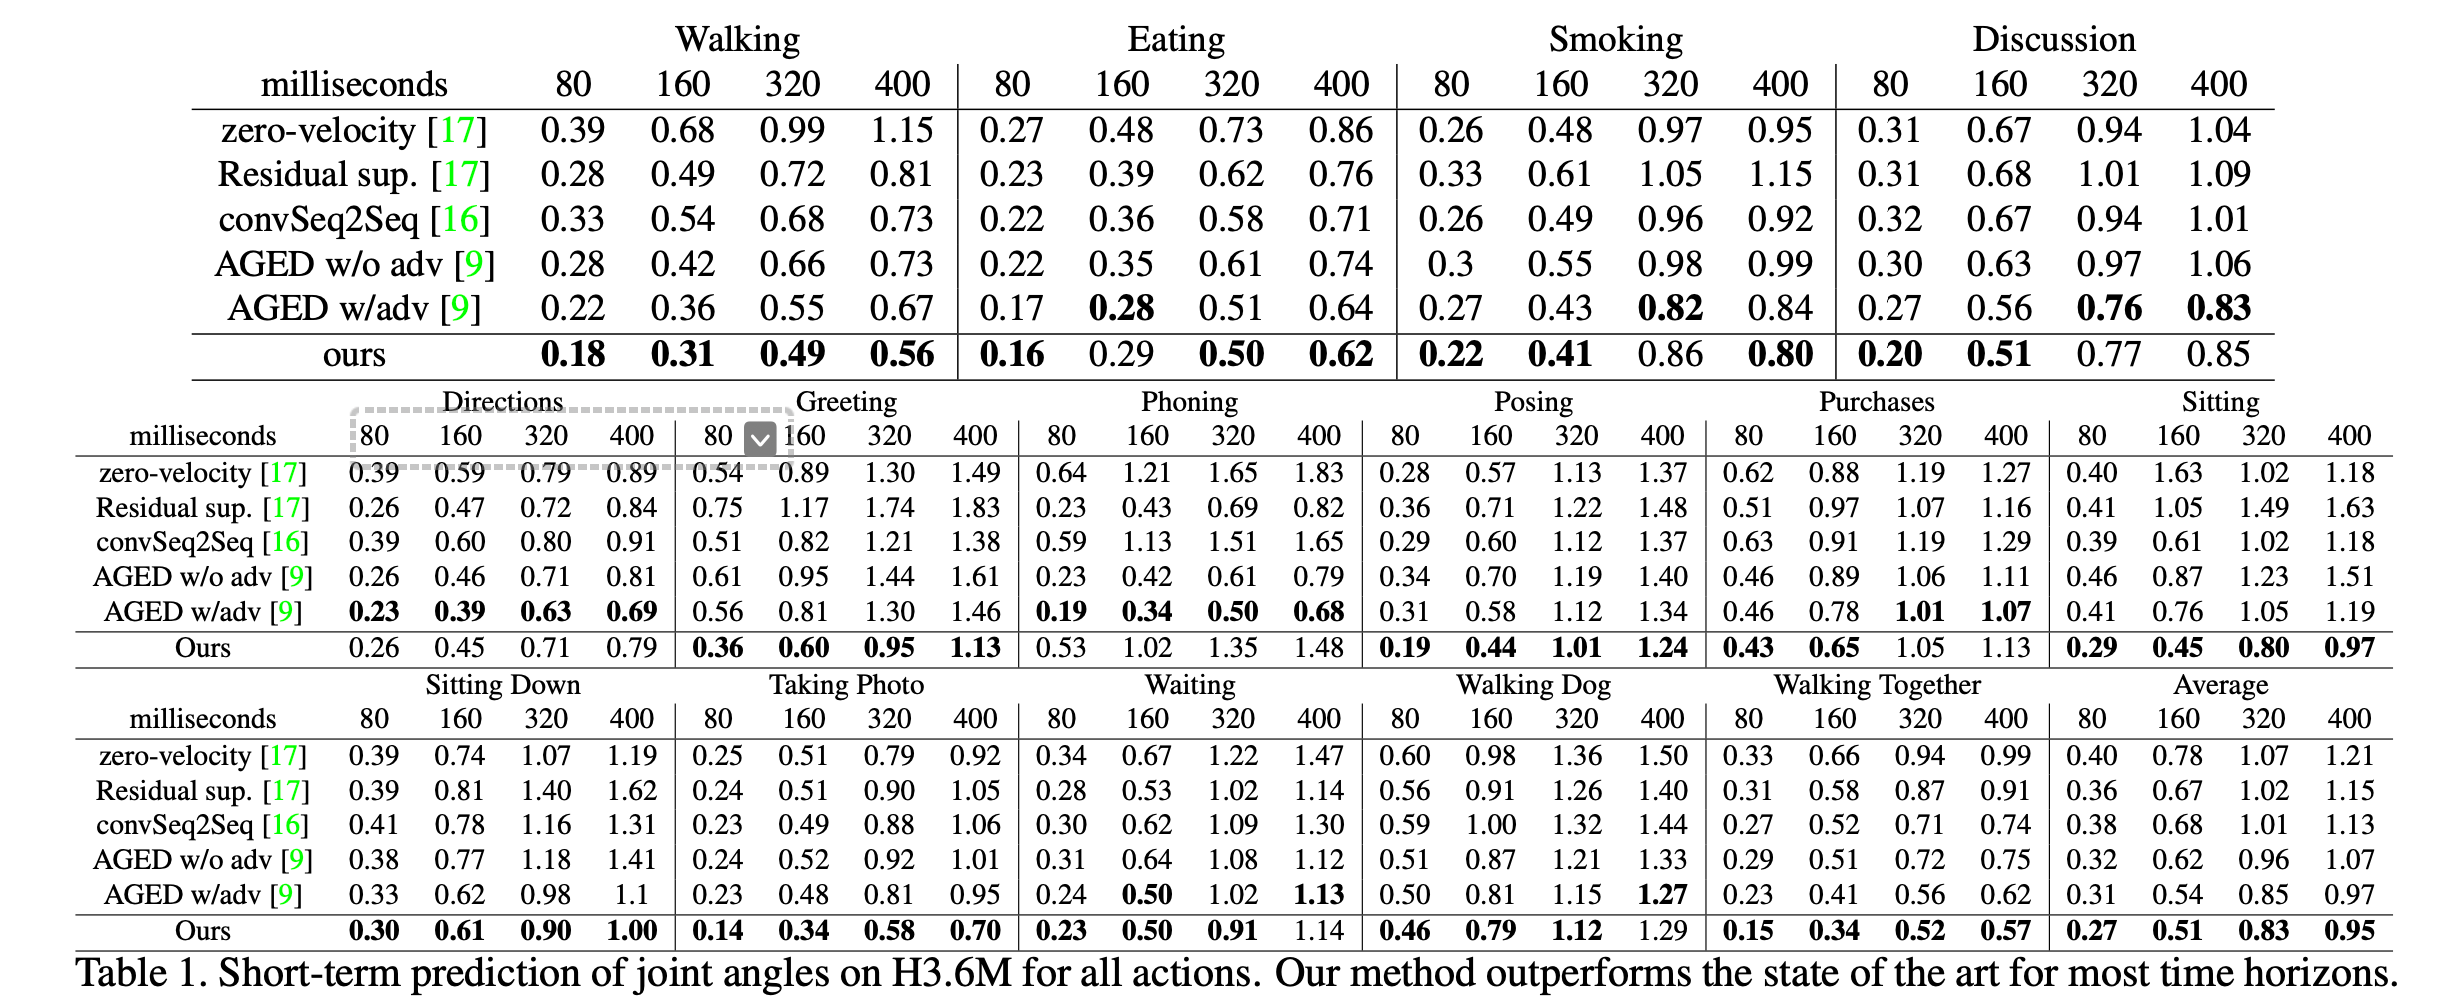 Walking Eating Smoking Discussion
milliseconds 80 160 320 400 80 160 320 400 80 160 320 400 80 160 320 400
zero-velocity [17] 0.39 0.68 0.99 1.15 0.27 0.48 0.73 0.86 0.26 0.48 0.97 0.95 0.31 0.67 0.94 1.04
Residual sup. [17] 0.28 0.49 0.72 0.81 0.23 0.39 0.62 0.76 0.33 0.61 1.05 1.15 0.31 0.68 1.01 1.09
convSeq2Seq [16] 0.33 0.54 0.68 0.73 0.22 0.36 0.58 0.71 0.26 0.49 0.96 0.92 0.32 0.67 0.94 1.01
AGED w/o adv [9] 0.28 0.42 0.66 0.73 0.22 0.35 0.61 0.74 0.3 0.55 0.98 0.99 0.30 0.63 0.97 1.06
AGED w/adv [9] 0.22 0.36 0.55 0.67 0.17 0.28 0.51 0.64 0.27 0.43 0.82 0.84 0.27 0.56 0.76 0.83
ours 0.18 0.31 0.49 0.56 0.16 0.29 0.50 0.62 0.22 0.41 0.86 0.80 0.20 0.51 0.77 0.85
Directions Greeting Phoning Posing Purchases Sitting
milliseconds 80 160 320 400 80 160 320 400 80 160 320 400 80 160 320 400 80 160 320 400 80 160 320 400
zero-velocity [17] 0.39 0.59 0.79 0.89 0.54 0.89 1.30 1.49 0.64 1.21 1.65 1.83 0.28 0.57 1.13 1.37 0.62 0.88 1.19 1.27 0.40 1.63 1.02 1.18
Residual sup. [17] 0.26 0.47 0.72 0.84 0.75 1.17 1.74 1.83 0.23 0.43 0.69 0.82 0.36 0.71 1.22 1.48 0.51 0.97 1.07 1.16 0.41 1.05 1.49 1.63
convSeq2Seq [16] 0.39 0.60 0.80 0.91 0.51 0.82 1.21 1.38 0.59 1.13 1.51 1.65 0.29 0.60 1.12 1.37 0.63 0.91 1.19 1.29 0.39 0.61 1.02 1.18
AGED w/o adv [9] 0.26 0.46 0.71 0.81 0.61 0.95 1.44 1.61 0.23 0.42 0.61 0.79 0.34 0.70 1.19 1.40 0.46 0.89 1.06 1.11 0.46 0.87 1.23 1.51
AGED w/adv [9] 0.23 0.39 0.63 0.69 0.56 0.81 1.30 1.46 0.19 0.34 0.50 0.68 0.31 0.58 1.12 1.34 0.46 0.78 1.01 1.07 0.41 0.76 1.05 1.19
Ours 0.26 0.45 0.71 0.79 0.36 0.60 0.95 1.13 0.53 1.02 1.35 1.48 0.19 0.44 1.01 1.24 0.43 0.65 1.05 1.13 0.29 0.45 0.80 0.97
Sitting Down Taking Photo Waiting Walking Dog Walking Together Average
milliseconds 80 160 320 400 80 160 320 400 80 160 320 400 80 160 320 400 80 160 320 400 80 160 320 400
zero-velocity [17] 0.39 0.74 1.07 1.19 0.25 0.51 0.79 0.92 0.34 0.67 1.22 1.47 0.60 0.98 1.36 1.50 0.33 0.66 0.94 0.99 0.40 0.78 1.07 1.21
Residual sup. [17] 0.39 0.81 1.40 1.62 0.24 0.51 0.90 1.05 0.28 0.53 1.02 1.14 0.56 0.91 1.26 1.40 0.31 0.58 0.87 0.91 0.36 0.67 1.02 1.15
convSeq2Seq [16] 0.41 0.78 1.16 1.31 0.23 0.49 0.88 1.06 0.30 0.62 1.09 1.30 0.59 1.00 1.32 1.44 0.27 0.52 0.71 0.74 0.38 0.68 1.01 1.13
AGED w/o adv [9] 0.38 0.77 1.18 1.41 0.24 0.52 0.92 1.01 0.31 0.64 1.08 1.12 0.51 0.87 1.21 1.33 0.29 0.51 0.72 0.75 0.32 0.62 0.96 1.07
AGED w/adv [9] 0.33 0.62 0.98 1.1 0.23 0.48 0.81 0.95 0.24 0.50 1.02 1.13 0.50 0.81 1.15 1.27 0.23 0.41 0.56 0.62 0.31 0.54 0.85 0.97
Ours 0.30 0.61 0.90 1.00 0.14 0.34 0.58 0.70 0.23 0.50 0.91 1.14 0.46 0.79 1.12 1.29 0.15 0.34 0.52 0.57 0.27 0.51 0.83 0.95
Table 1. Short-term prediction of joint angles on H3.6M for all actions. Our method outperforms the state of the art for most time horizons.